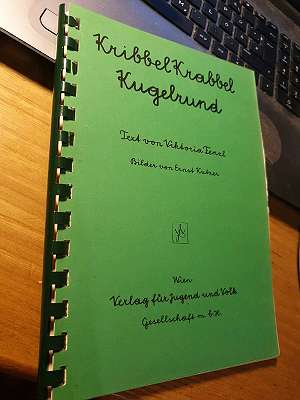 Kribbel Krabbel
Kugelrund
Text von Viktoria Tenzl
Bilder von Ernst Kutzer
Wien
Verlag für Jugend und Volk
Gesellschaft m. b. H.